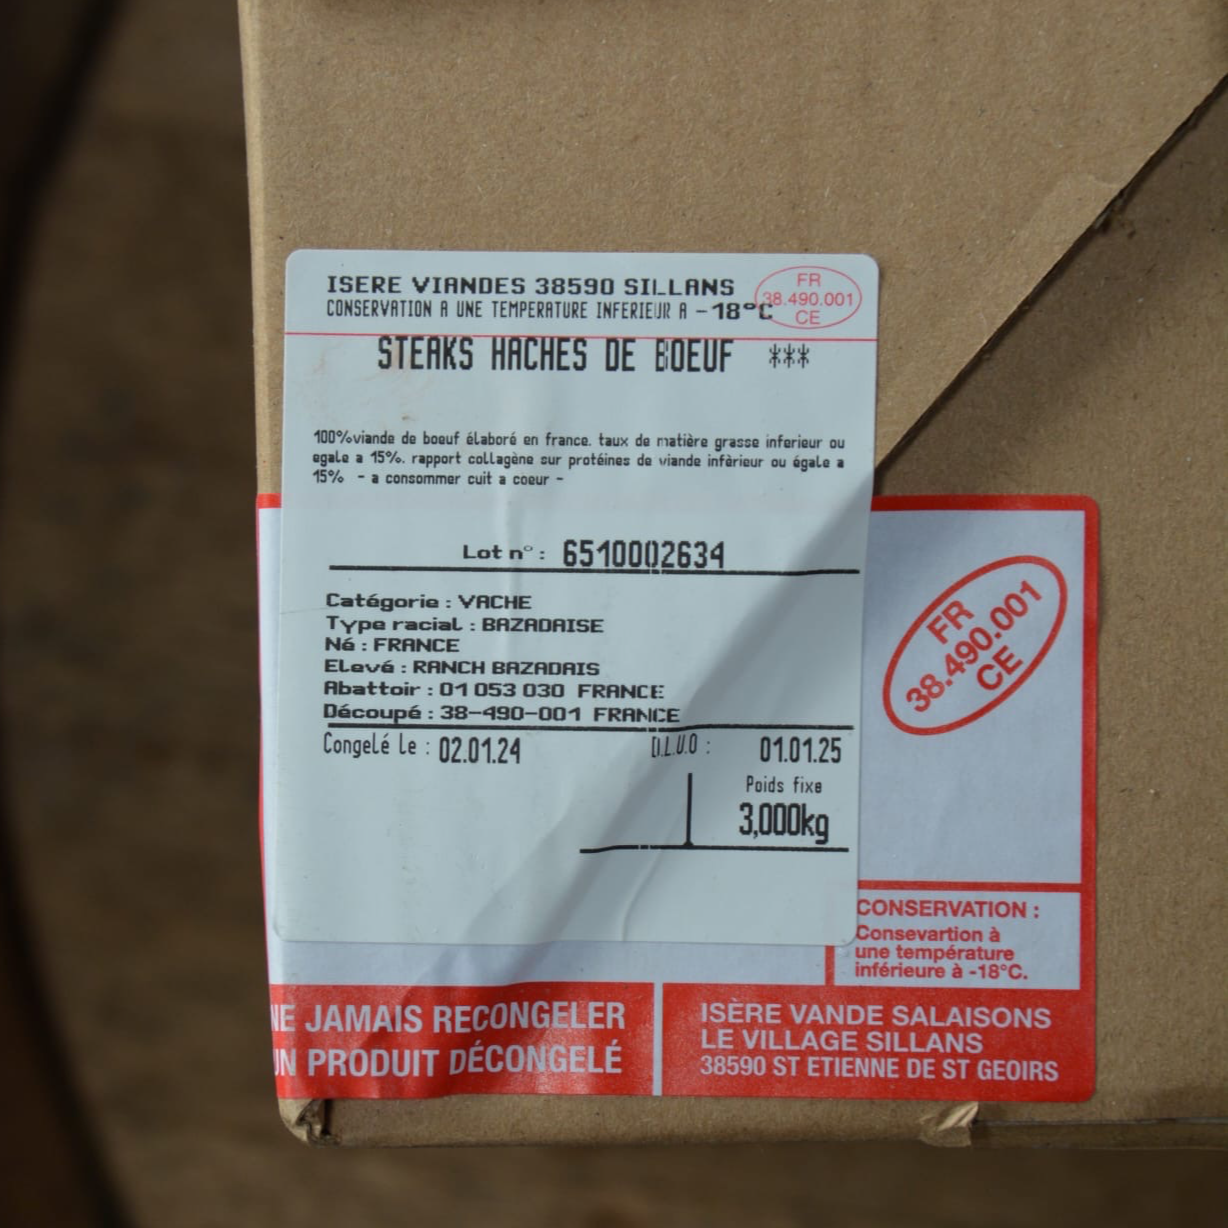 ISERE VIANDES 38590 SILLANS
CONSERVATION A UNE TEMPERATURE INFERIEUR A -18°C
FR
38.490.001
CE
STEAKS HACHES DE BOEUF ***
100%viande de boeuf élaboré en france. taux de matière grasse inferieur ou
egale a 15%. rapport collagène sur protéines de viande infèrieur ou égale a
15% - a consommer cuit a coeur -
Lot n° : 6510002634
Catégorie : VACHE
Type racial : BAZADAISE
Né : FRANCE
Elevé : RANCH BAZADAIS
Abattoir : 01 053 030 FRANCE
Découpé : 38-490-001 FRANCE
Congelé le : 02.01.24 D.L.U.O : 01.01.25
Poids fixe
3,000kg
FR
38.490.001
CE
CONSERVATION :
Consevartion à
une température
inférieure à -18°C.
NE JAMAIS RECONGELER
UN PRODUIT DÉCONGELÉ
ISÈRE VANDE SALAISONS
LE VILLAGE SILLANS
38590 ST ETIENNE DE ST GEOIRS